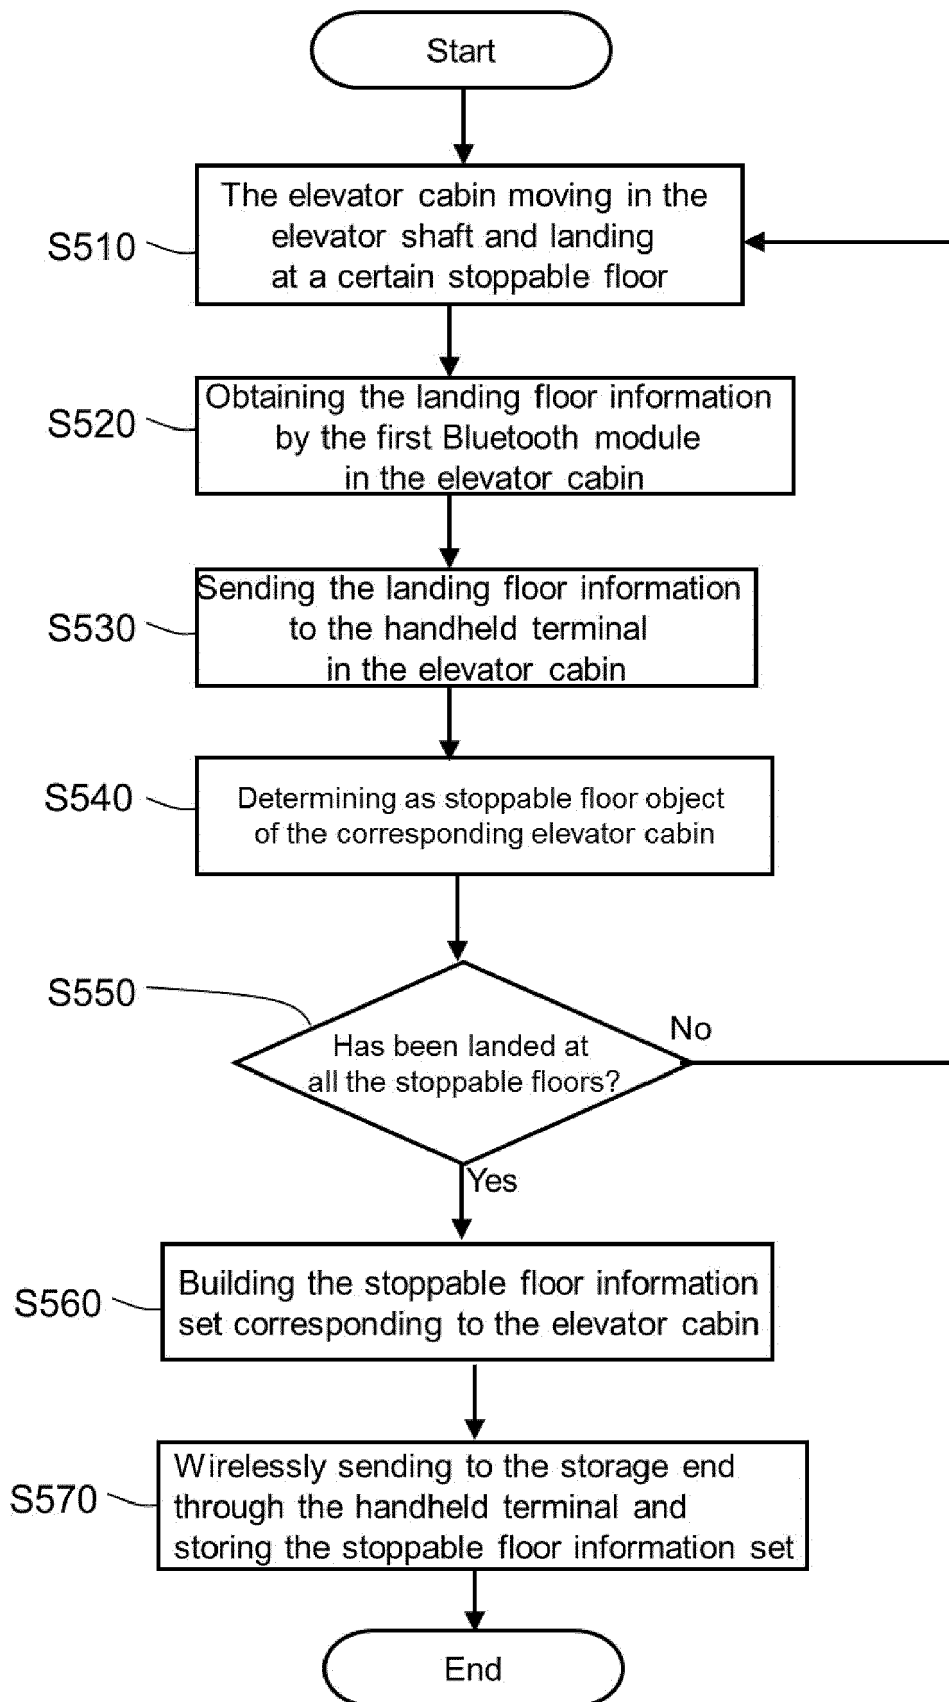 Start
S510
The elevator cabin moving in the
elevator shaft and landing
at a certain stoppable floor
S520
Obtaining the landing floor information
by the first Bluetooth module
in the elevator cabin
S530
Sending the landing floor information
to the handheld terminal
in the elevator cabin
S540
Determining as stoppable floor object
of the corresponding elevator cabin
S550
Has been landed at
all the stoppable floors?
No
Yes
S560
Building the stoppable floor information
set corresponding to the elevator cabin
S570
Wirelessly sending to the storage end
through the handheld terminal and
storing the stoppable floor information set
End